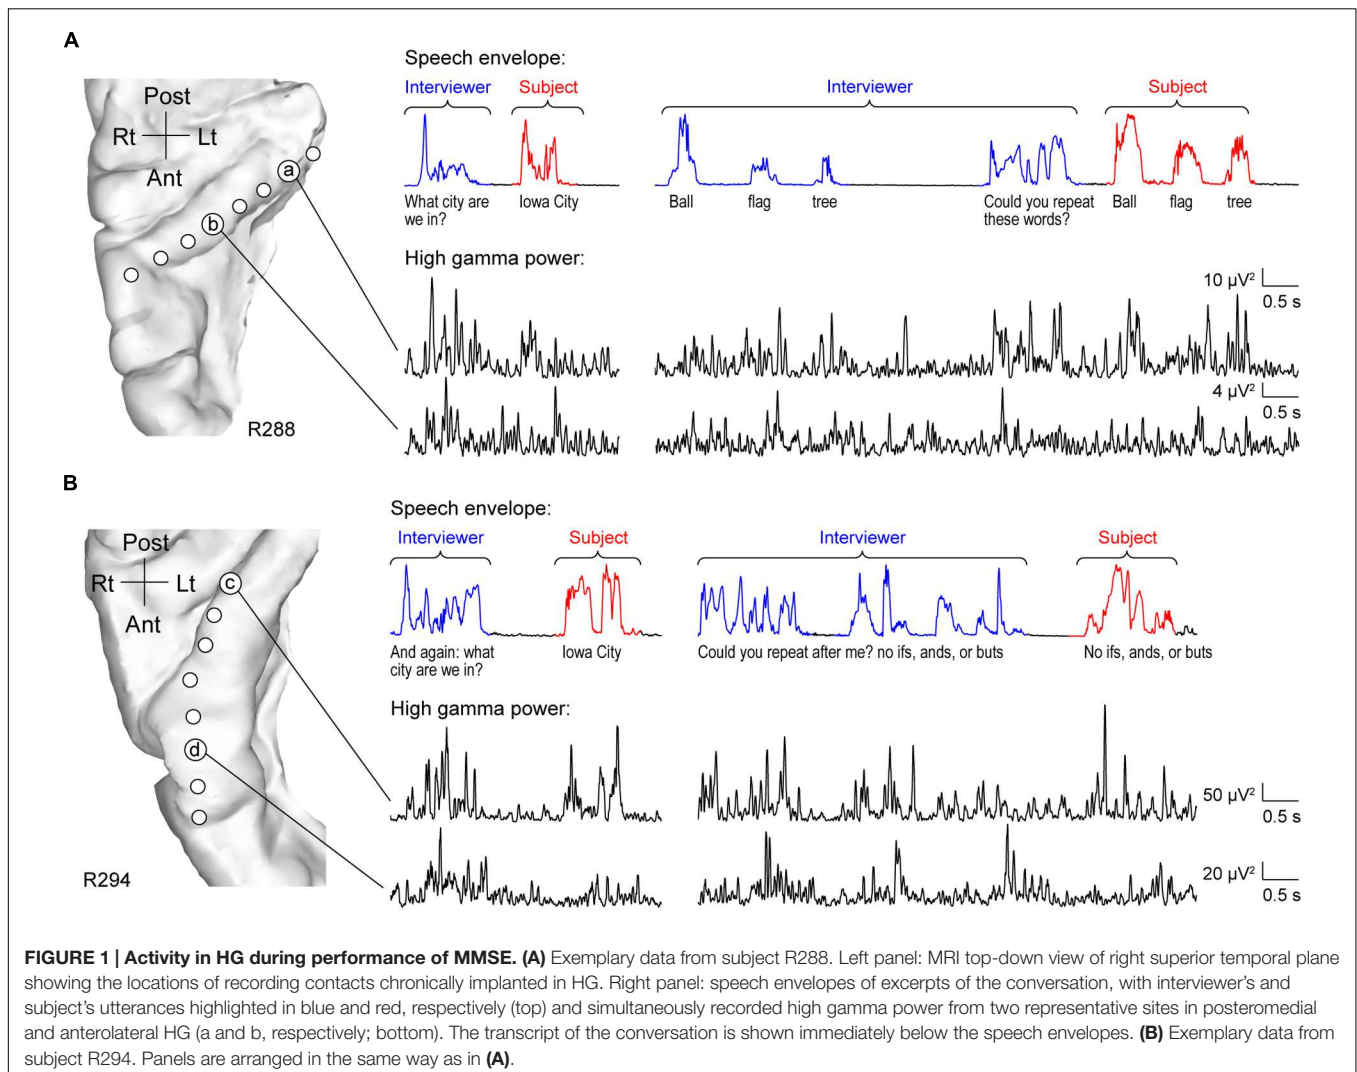 A
Speech envelope:
Interviewer
Subject
Interviewer
Subject
Post
Rt
Lt
Ant
a
b
What city are
we in?
Iowa City
Ball
flag
tree
Could you repeat
these words?
Ball
flag
tree
High gamma power:
10 µV²
0.5 s
4 µV²
0.5 s
R288
B
Speech envelope:
Interviewer
Subject
Interviewer
Subject
Post
Rt
Lt
Ant
c
d
And again: what
city are we in?
Iowa City
Could you repeat after me? no ifs, ands, or buts
No ifs, ands, or buts
High gamma power:
50 µV²
0.5 s
20 µV²
0.5 s
R294
FIGURE 1 | Activity in HG during performance of MMSE. (A) Exemplary data from subject R288. Left panel: MRI top-down view of right superior temporal plane
showing the locations of recording contacts chronically implanted in HG. Right panel: speech envelopes of excerpts of the conversation, with interviewer's and
subject's utterances highlighted in blue and red, respectively (top) and simultaneously recorded high gamma power from two representative sites in posteromedial
and anterolateral HG (a and b, respectively; bottom). The transcript of the conversation is shown immediately below the speech envelopes. (B) Exemplary data from
subject R294. Panels are arranged in the same way as in (A).